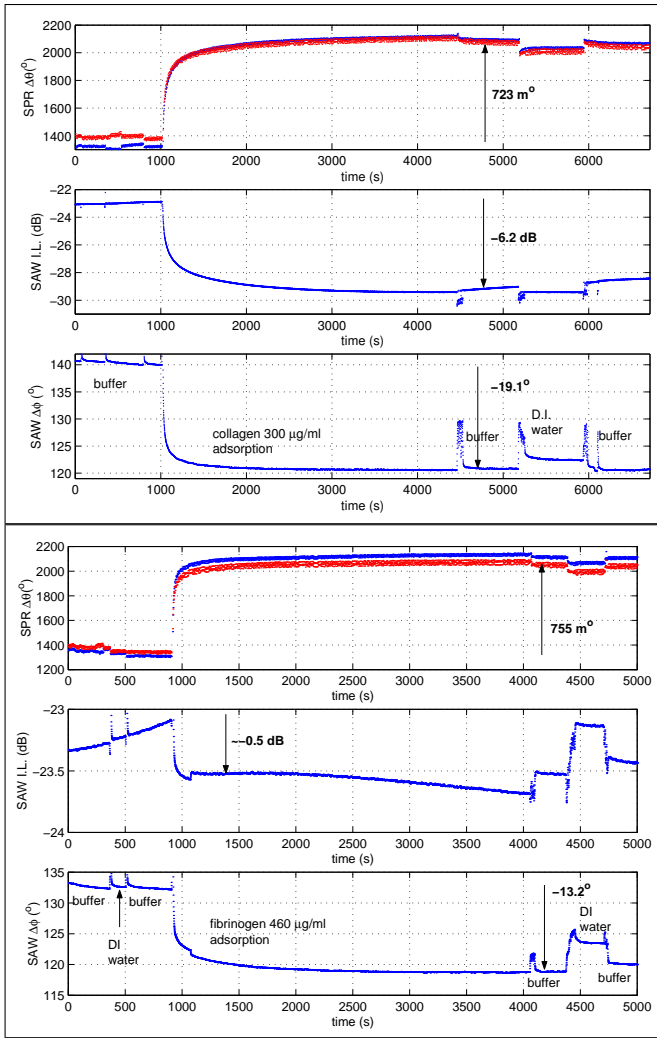 SPR Δθ(°)
2200
2000
1800
1600
1400
723 m°
0 1000 2000 3000 4000 5000 6000
time (s)
SAW I.L. (dB)
−22
−24
−26
−28
−30
−6.2 dB
0 1000 2000 3000 4000 5000 6000
time (s)
SAW Δϕ (°)
140
135
130
125
120
buffer
collagen 300 μg/ml
adsorption
−19.1°
buffer
D.I.
water
buffer
0 1000 2000 3000 4000 5000 6000
time (s)
SPR Δθ(°)
2200
2000
1800
1600
1400
1200
755 m°
0 500 1000 1500 2000 2500 3000 3500 4000 4500 5000
time (s)
SAW I.L. (dB)
−23
−23.5
−24
~−0.5 dB
0 500 1000 1500 2000 2500 3000 3500 4000 4500 5000
time (s)
SAW Δϕ (°)
135
130
125
120
115
buffer
buffer
DI
water
fibrinogen 460 μg/ml
adsorption
−13.2°
DI
water
buffer
buffer
0 500 1000 1500 2000 2500 3000 3500 4000 4500 5000
time (s)